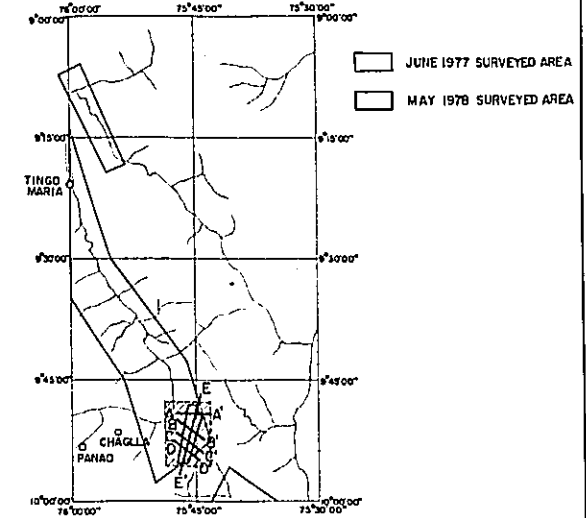 76°00'00" 75°45'00" 75°30'00"
9°00'00" 9°00'00"
JUNE 1977 SURVEYED AREA
MAY 1978 SURVEYED AREA
9°15'00" 9°15'00"
TINGO
MARIA
9°30'00" 9°30'00"
I
9°45'00" 9°45'00"
E
A A'
B B'
C C'
D D'
E'
CHAGLLA
PANAO
10°00'00" 10°00'00"
76°00'00" 75°45'00" 75°30'00"